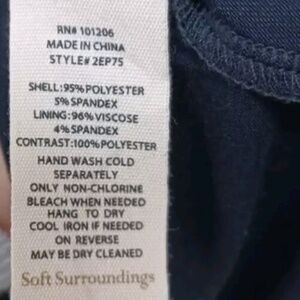 RN# 101206
MADE IN CHINA
STYLE# 2EP75
SHELL:95% POLYESTER
5% SPANDEX
LINING: 96% VISCOSE
4% SPANDEX
CONTRAST:100% POLYESTER
HAND WASH COLD
SEPARATELY
ONLY NON-CHLORINE
BLEACH WHEN NEEDED
HANG TO DRY
COOL IRON IF NEEDED
ON REVERSE
MAY BE DRY CLEANED
Soft Surroundings